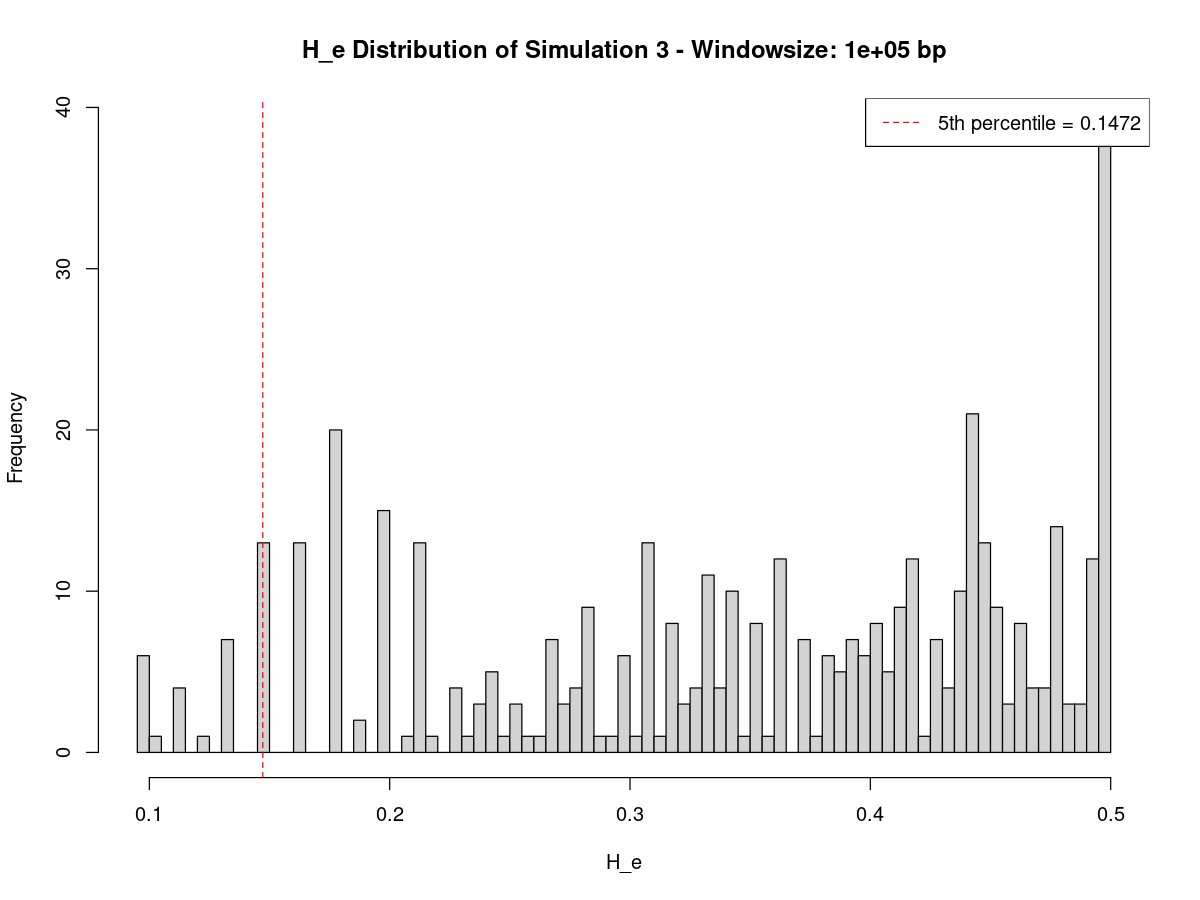 H_e Distribution of Simulation 3 - Windowsize: 1e+05 bp
5th percentile = 0.1472
40
30
20
10
0
Frequency
0.1 0.2 0.3 0.4 0.5
H_e